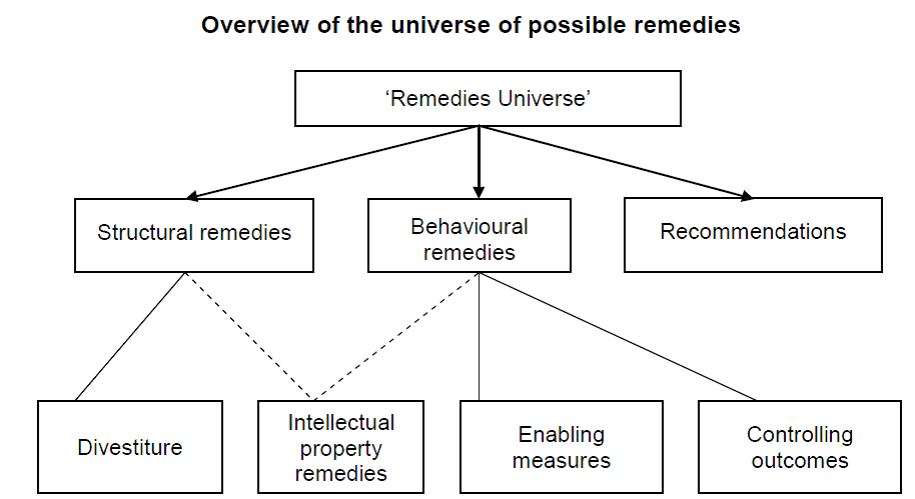 Overview of the universe of possible remedies
‘Remedies Universe’
Structural remedies
Behavioural
remedies
Recommendations
Divestiture
Intellectual
property
remedies
Enabling
measures
Controlling
outcomes